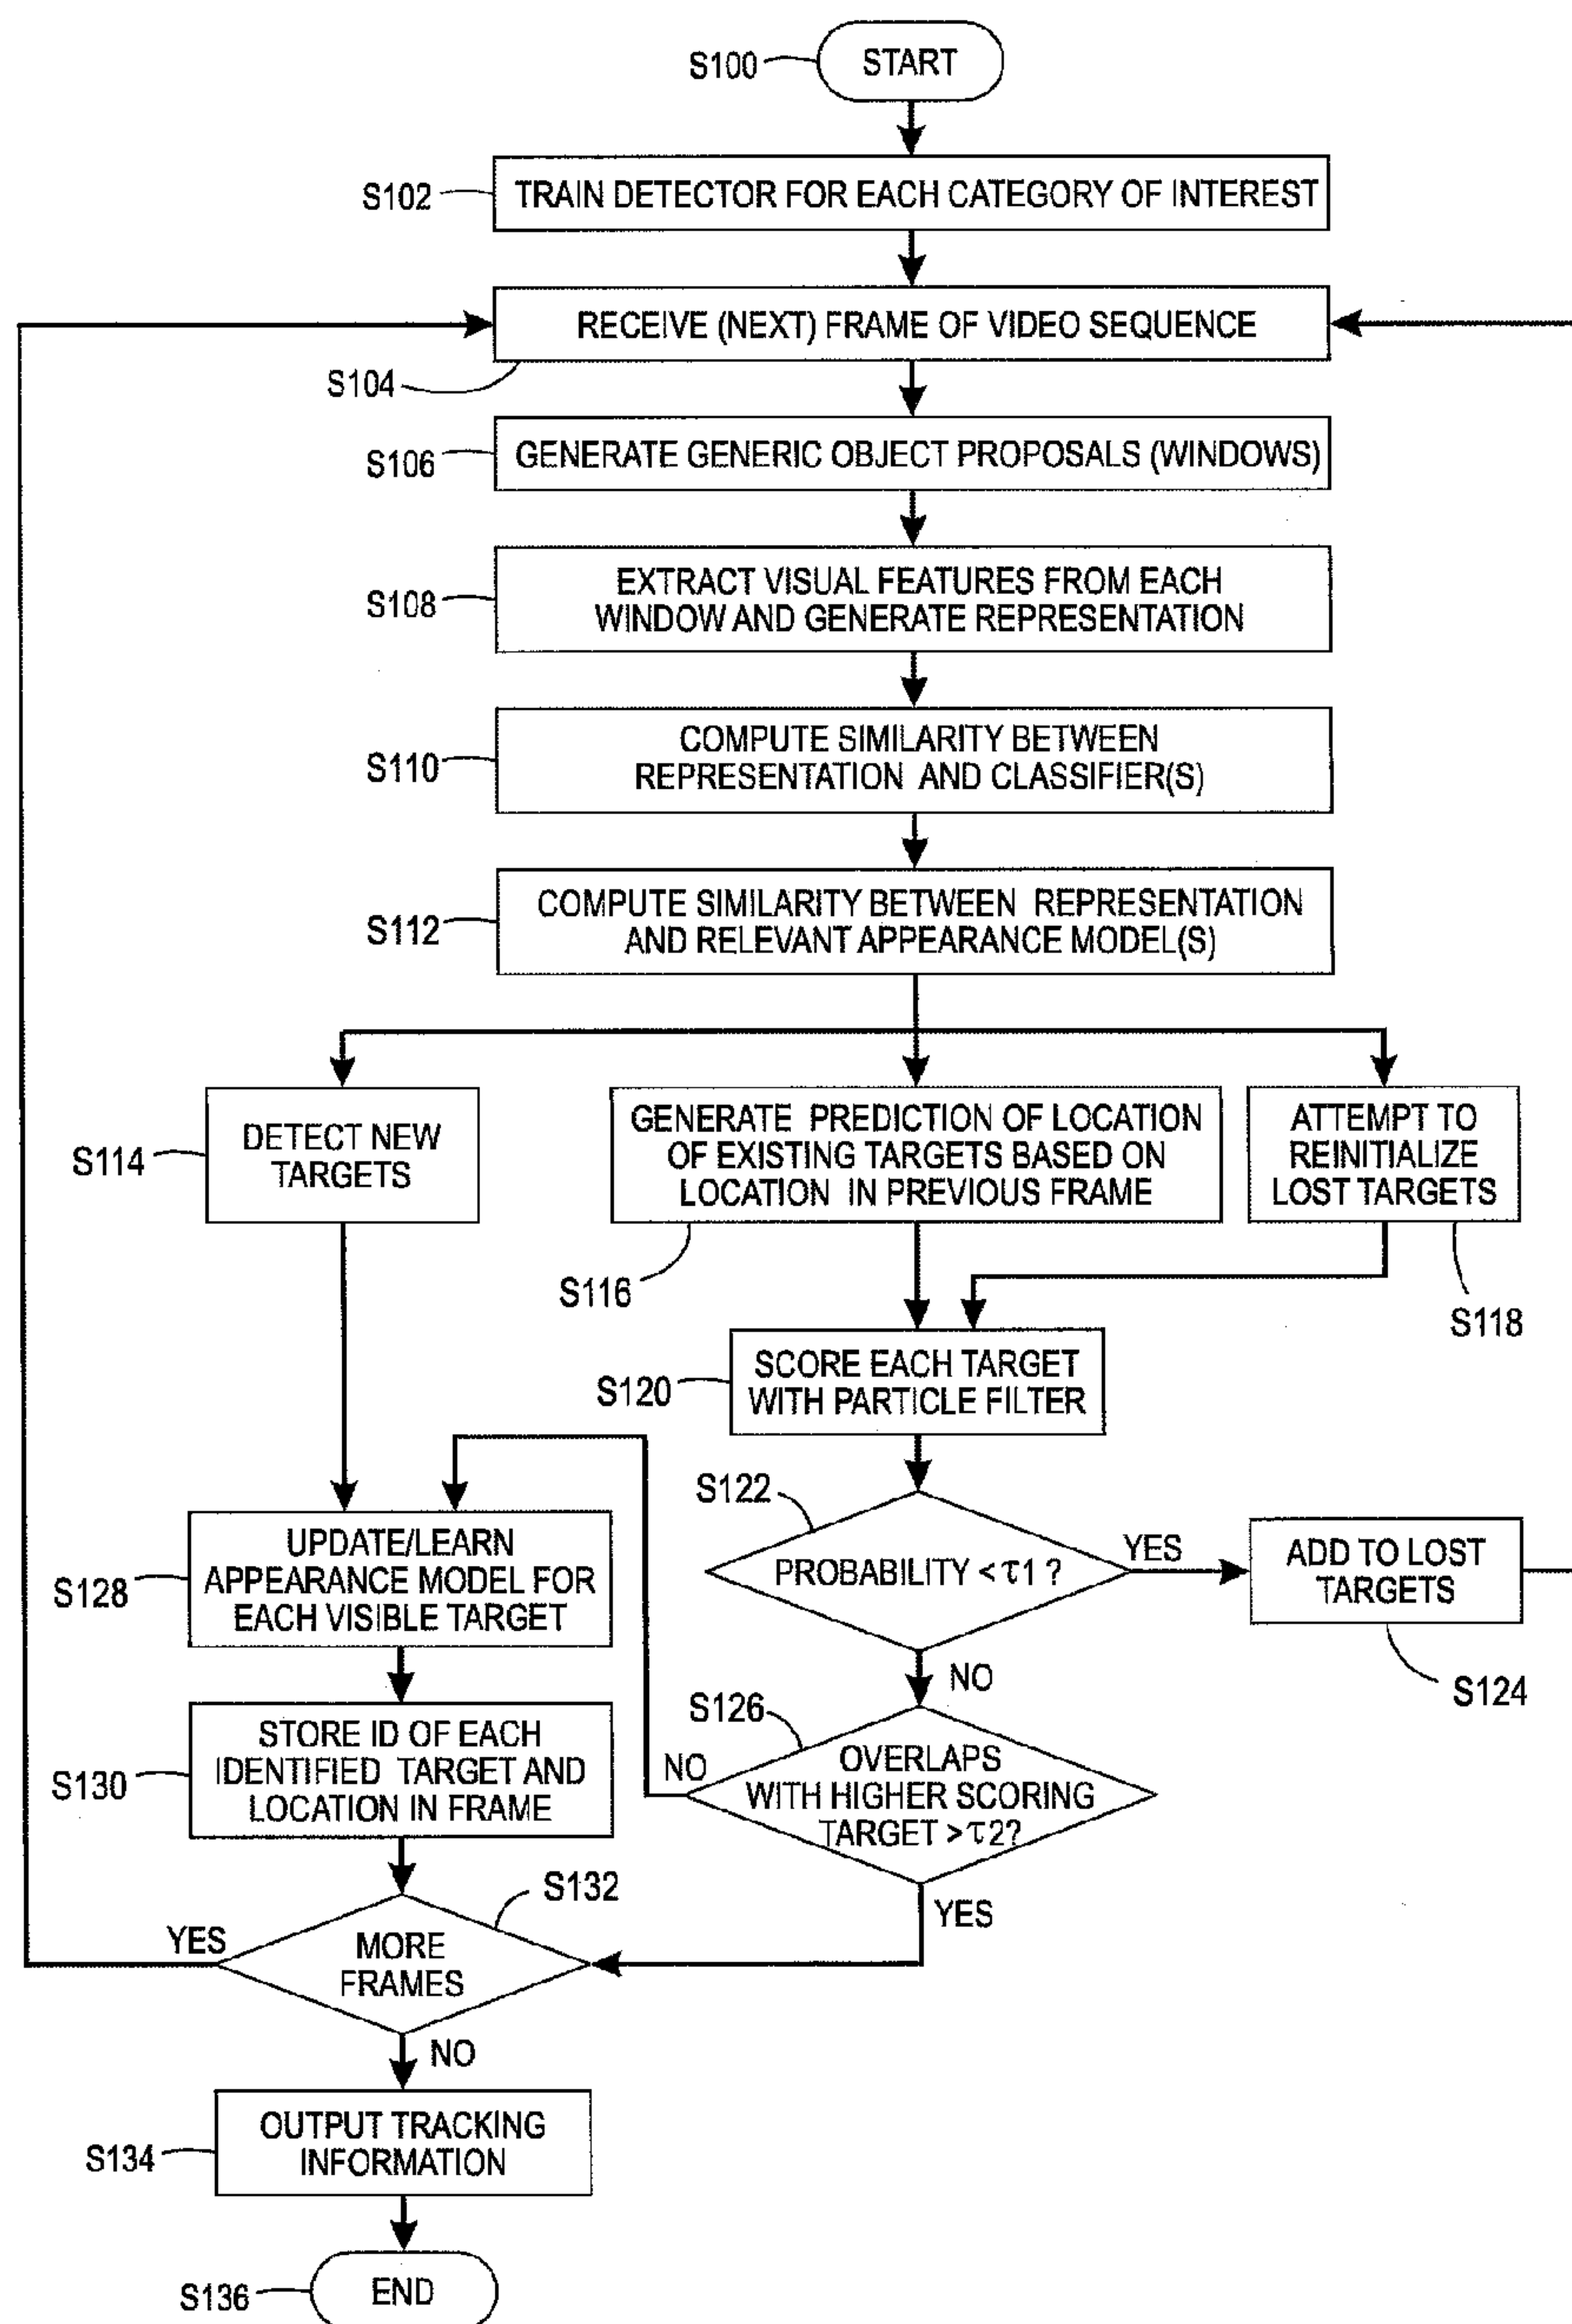 S100
START
S102
TRAIN DETECTOR FOR EACH CATEGORY OF INTEREST
RECEIVE (NEXT) FRAME OF VIDEO SEQUENCE
S104
S106
GENERATE GENERIC OBJECT PROPOSALS (WINDOWS)
S108
EXTRACT VISUAL FEATURES FROM EACH
WINDOW AND GENERATE REPRESENTATION
S110
COMPUTE SIMILARITY BETWEEN
REPRESENTATION AND CLASSIFIER(S)
S112
COMPUTE SIMILARITY BETWEEN REPRESENTATION
AND RELEVANT APPEARANCE MODEL(S)
S114
DETECT NEW
TARGETS
GENERATE PREDICTION OF LOCATION
OF EXISTING TARGETS BASED ON
LOCATION IN PREVIOUS FRAME
S116
ATTEMPT TO
REINITIALIZE
LOST TARGETS
S118
S120
SCORE EACH TARGET
WITH PARTICLE FILTER
S122
PROBABILITY < τ1 ?
YES
ADD TO LOST
TARGETS
S124
NO
S126
OVERLAPS
WITH HIGHER SCORING
TARGET > τ2?
NO
YES
S128
UPDATE/LEARN
APPEARANCE MODEL FOR
EACH VISIBLE TARGET
S130
STORE ID OF EACH
IDENTIFIED TARGET AND
LOCATION IN FRAME
S132
MORE
FRAMES
YES
NO
S134
OUTPUT TRACKING
INFORMATION
S136
END